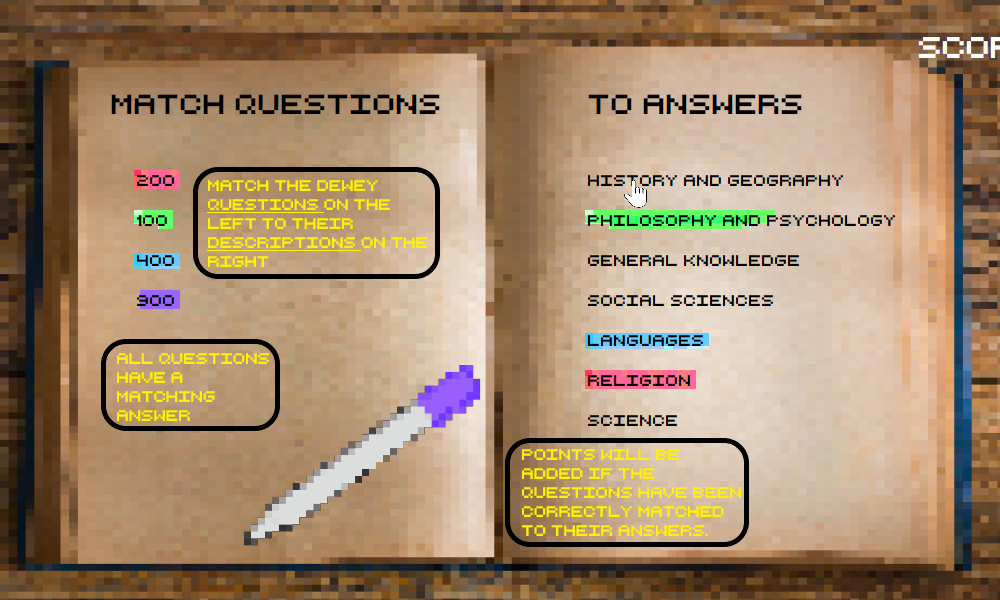 SCOR
MATCH QUESTIONS
TO ANSWERS
200
100
400
900
MATCH THE DEWEY
QUESTIONS ON THE
LEFT TO THEIR
DESCRIPTIONS ON THE
RIGHT
ALL QUESTIONS
HAVE A
MATCHING
ANSWER
HISTORY AND GEOGRAPHY
PHILOSOPHY AND PSYCHOLOGY
GENERAL KNOWLEDGE
SOCIAL SCIENCES
LANGUAGES
RELIGION
SCIENCE
POINTS WILL BE
ADDED IF THE
QUESTIONS HAVE BEEN
CORRECTLY MATCHED
TO THEIR ANSWERS.